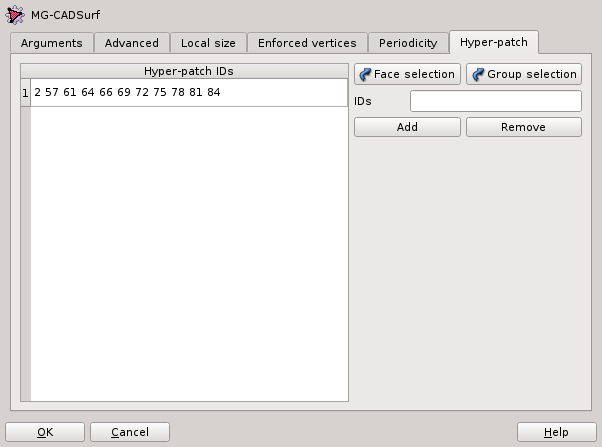 MG-CADSurf
Arguments Advanced Local size Enforced vertices Periodicity Hyper-patch
Hyper-patch IDs
1 2 57 61 64 66 69 72 75 78 81 84
Face selection Group selection
IDs
Add Remove
OK Cancel Help